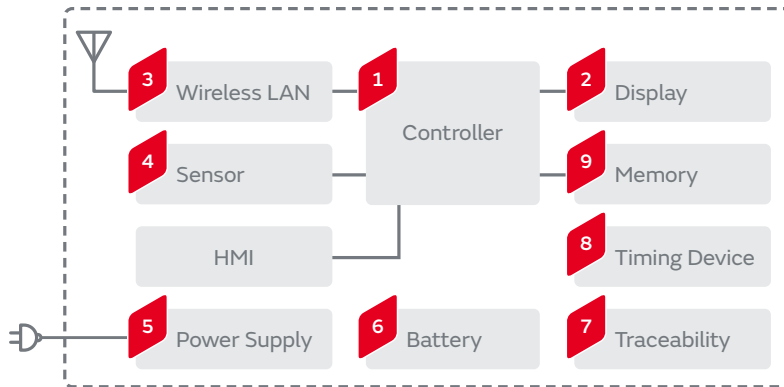 3 Wireless LAN
1 Controller
2 Display
4 Sensor
9 Memory
HMI
8 Timing Device
5 Power Supply
6 Battery
7 Traceability